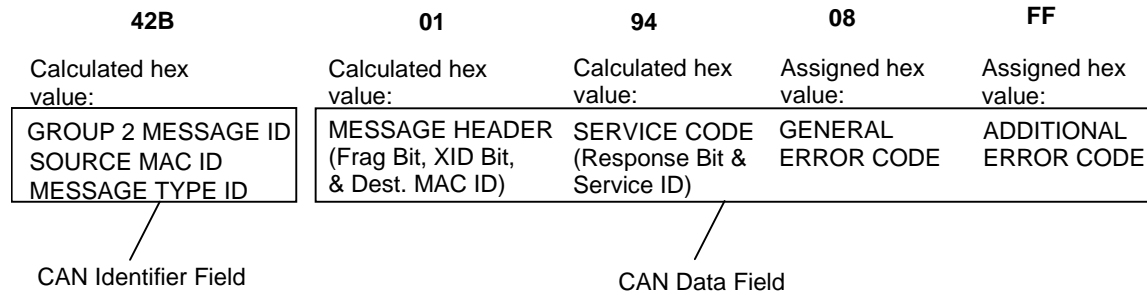 42B 01 94 08 FF
Calculated hex value: Calculated hex value: Calculated hex value: Assigned hex value: Assigned hex value:
GROUP 2 MESSAGE ID
SOURCE MAC ID
MESSAGE TYPE ID
MESSAGE HEADER
(Frag Bit, XID Bit,
& Dest. MAC ID)
SERVICE CODE
(Response Bit &
Service ID)
GENERAL
ERROR CODE
ADDITIONAL
ERROR CODE
CAN Identifier Field
CAN Data Field